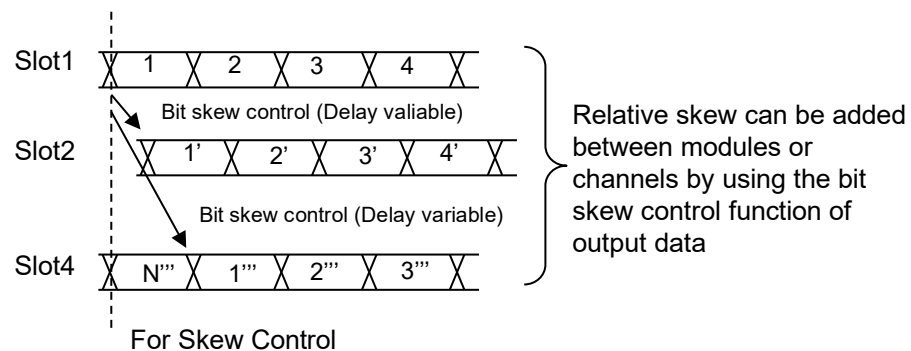 Slot1
1 2 3 4
Bit skew control (Delay valiable)
Slot2
1' 2' 3' 4'
Bit skew control (Delay variable)
Slot4
N''' 1''' 2''' 3'''
For Skew Control
Relative skew can be added
between modules or
channels by using the bit
skew control function of
output data